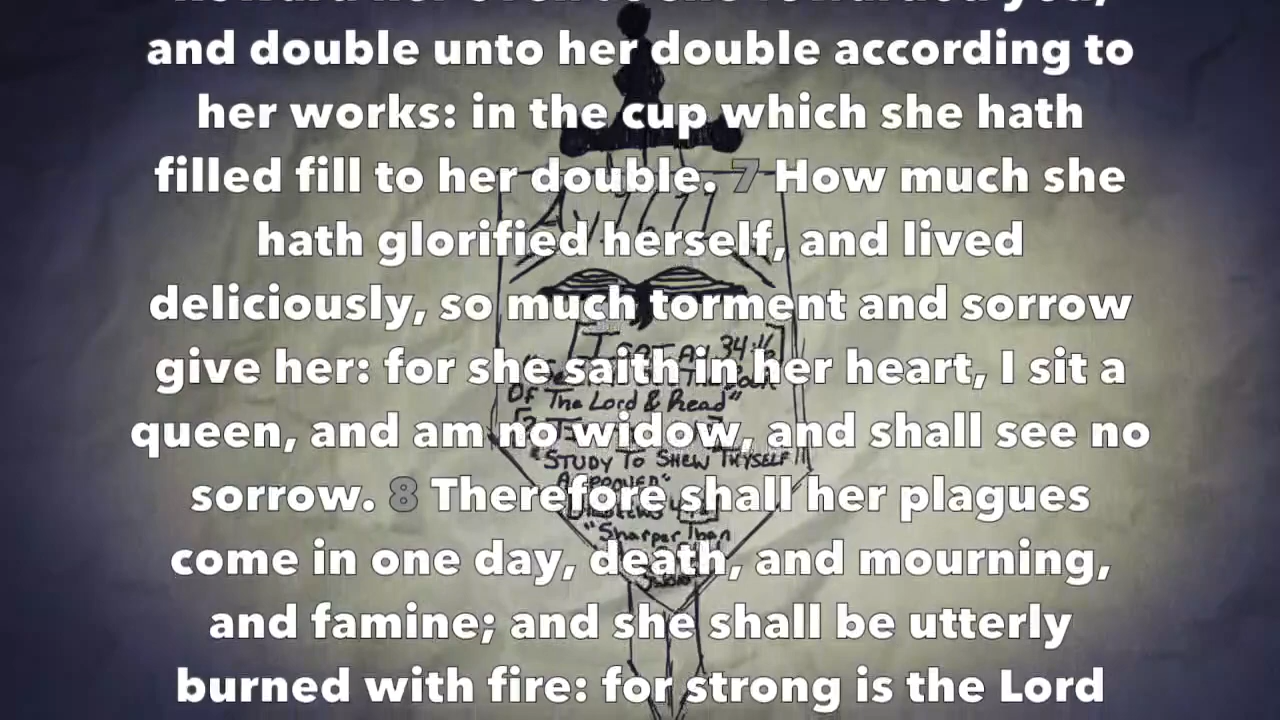 and double unto her double according to
her works: in the cup which she hath
filled fill to her double. 7 How much she
hath glorified herself, and lived
deliciously, so much torment and sorrow
give her: for she saith in her heart, I sit a
queen, and am no widow, and shall see no
sorrow. 8 Therefore shall her plagues
come in one day, death, and mourning,
and famine; and she shall be utterly
burned with fire: for strong is the Lord
34:16
Of The Lord & Read"
"STUDY TO SHEW THYSELF
"Sharper Than